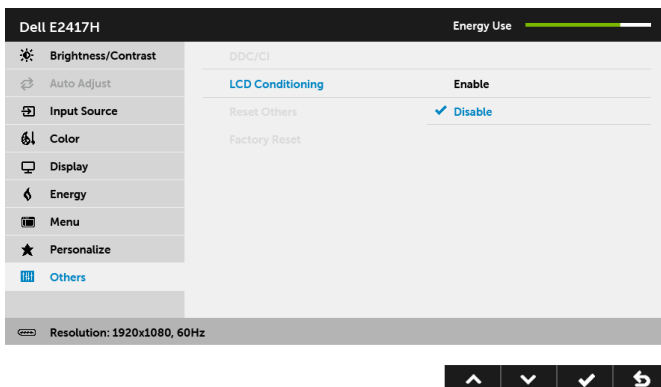 Dell E2417H
Energy Use
Brightness/Contrast
DDC/CI
Auto Adjust
LCD Conditioning
Enable
Input Source
Reset Others
Disable
Color
Factory Reset
Display
Energy
Menu
Personalize
Others
Resolution: 1920x1080, 60Hz